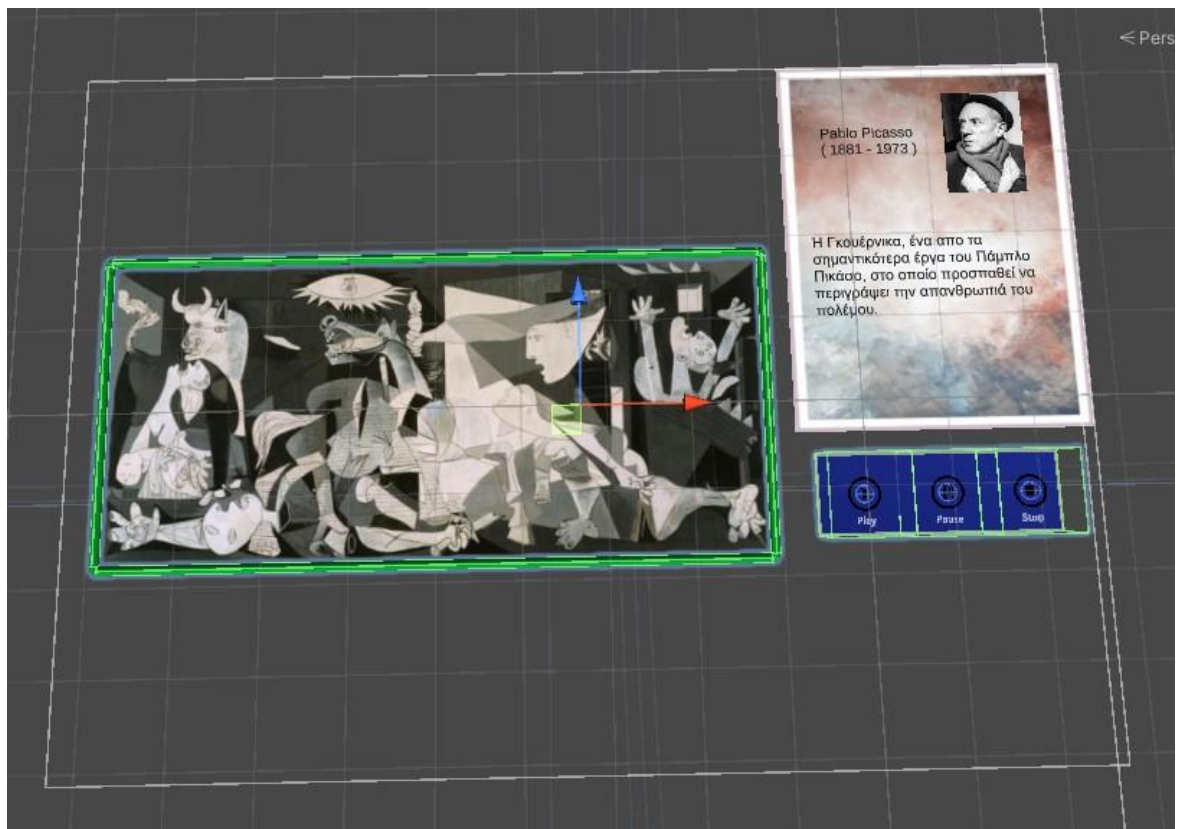 Pers
Pablo Picasso
( 1881 - 1973 )
Η Γκουέρνικα, ένα απο τα
σημαντικότερα έργα του Πάμπλο
Πικάσο, στο οποίο προσπαθεί να
περιγράψει την απανθρωπιά του
πολέμου.
Play Pause Stop